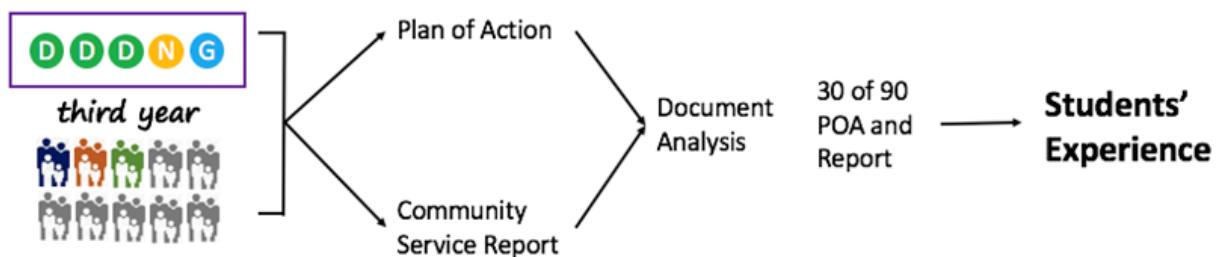 D D D N G
third year
Plan of Action
Community
Service Report
Document
Analysis
30 of 90
POA and
Report
Students'
Experience